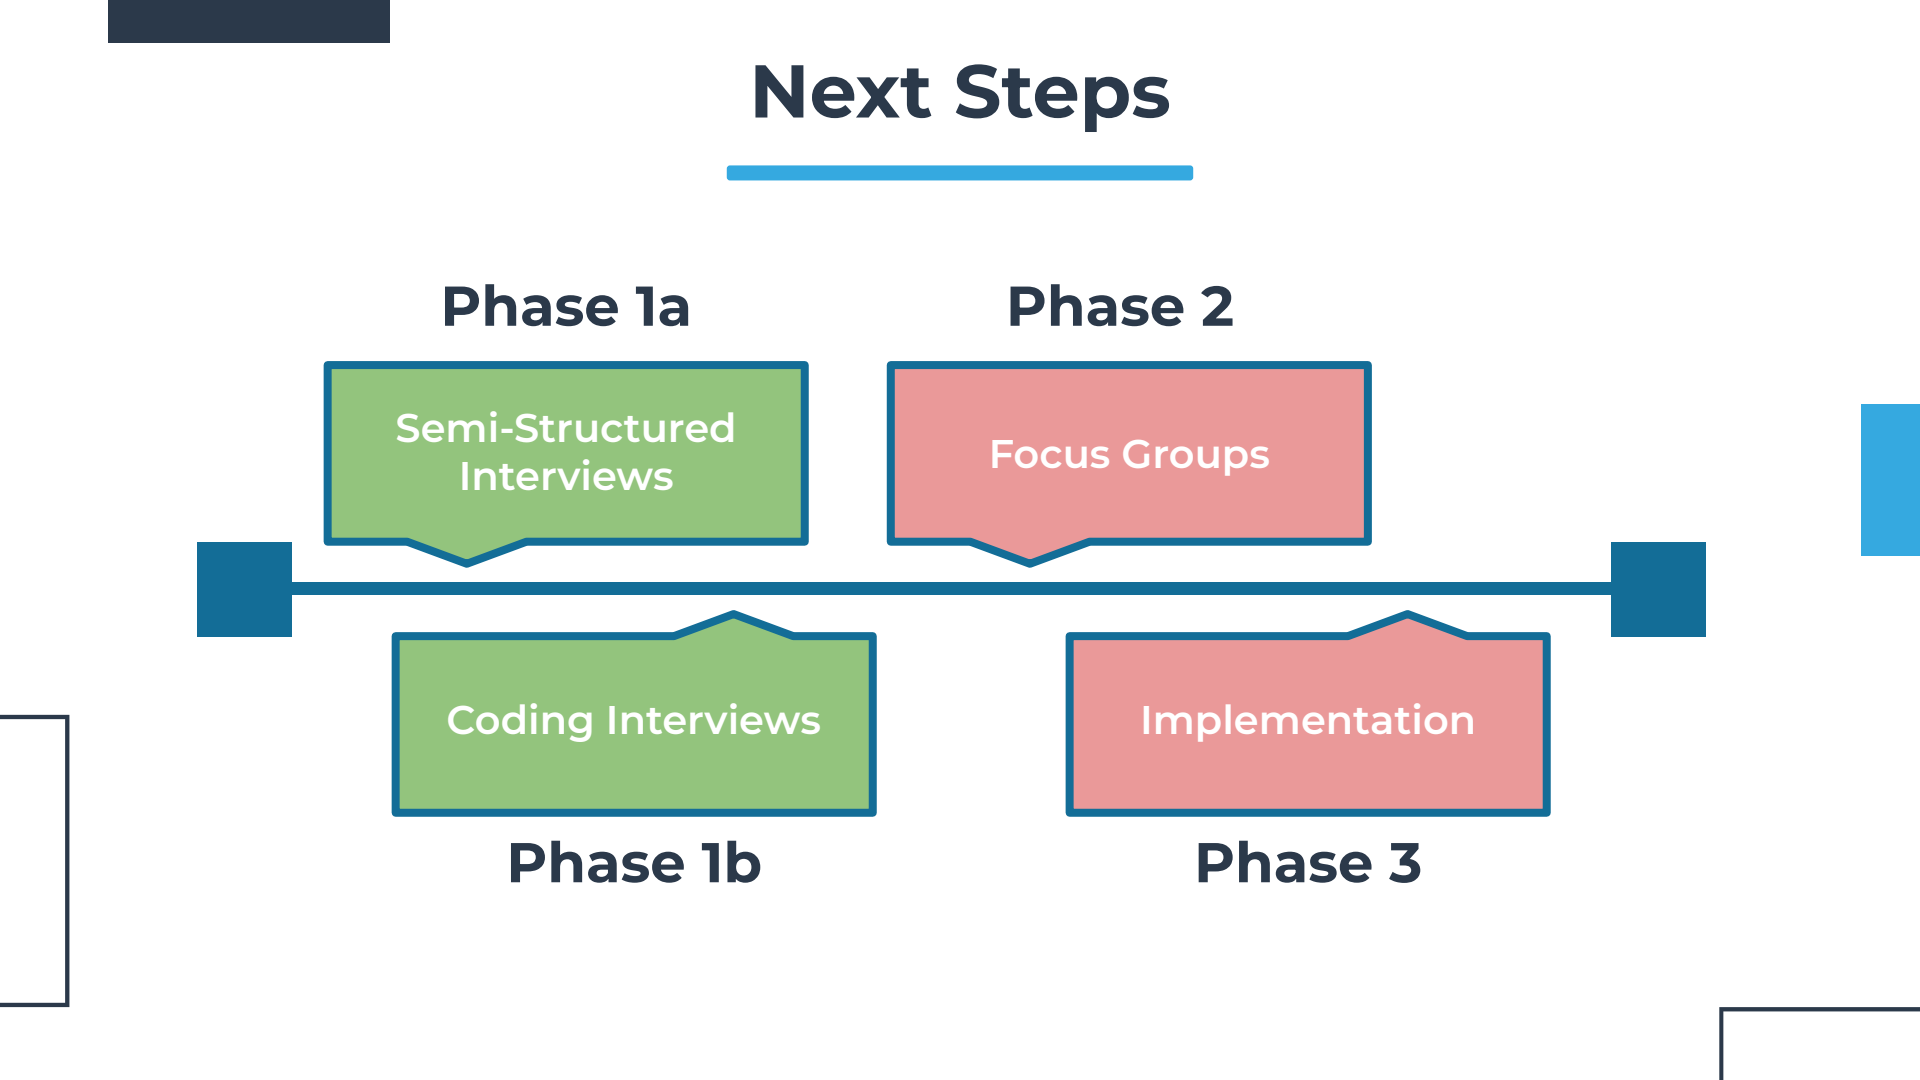 Next Steps
Phase 1a
Semi-Structured
Interviews
Phase 2
Focus Groups
Coding Interviews
Phase 1b
Implementation
Phase 3